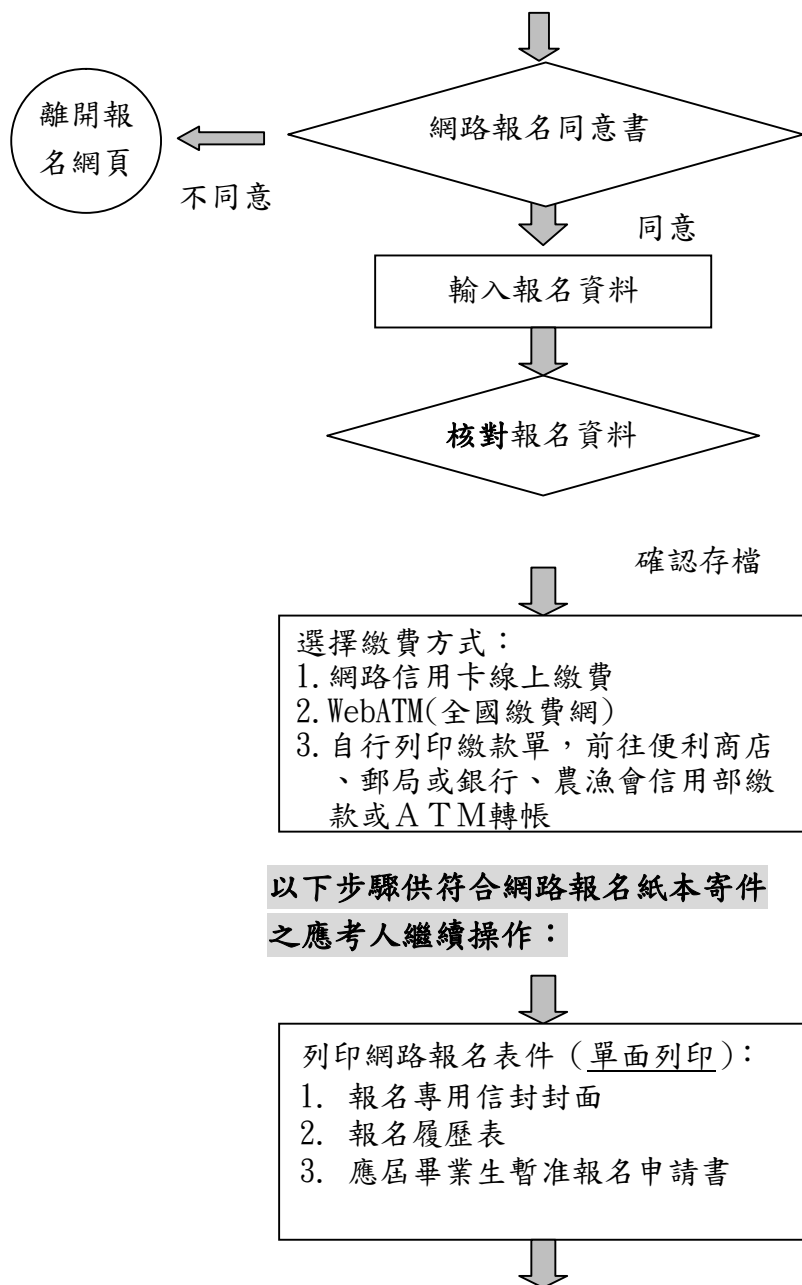 網路報名同意書
離開報
名網頁
不同意
同意
輸入報名資料
核對報名資料
確認存檔
選擇繳費方式：
1.網路信用卡線上繳費
2.WebATM(全國繳費網)
3.自行列印繳款單，前往便利商店
、郵局或銀行、農漁會信用部繳
款或ＡＴＭ轉帳
以下步驟供符合網路報名紙本寄件
之應考人繼續操作：
列印網路報名表件（單面列印）：
1. 報名專用信封封面
2. 報名履歷表
3. 應屆畢業生暫准報名申請書